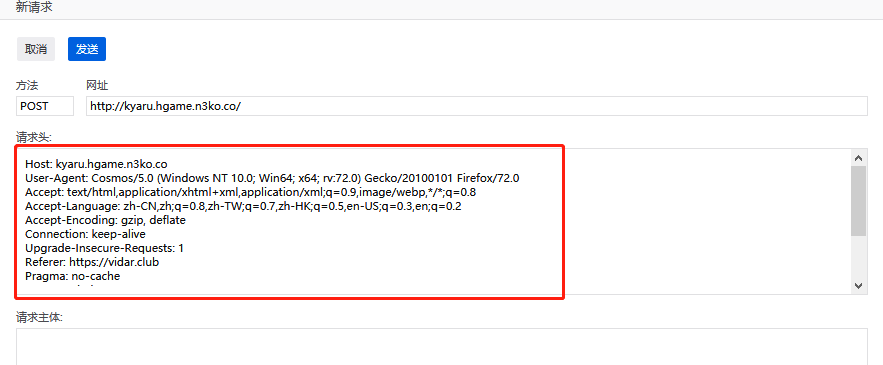 新请求
取消 发送
方法 网址
POST http://kyaru.hgame.n3ko.co/
请求头:
Host: kyaru.hgame.n3ko.co
User-Agent: Cosmos/5.0 (Windows NT 10.0; Win64; x64; rv:72.0) Gecko/20100101 Firefox/72.0
Accept: text/html,application/xhtml+xml,application/xml;q=0.9,image/webp,*/*;q=0.8
Accept-Language: zh-CN,zh;q=0.8,zh-TW;q=0.7,zh-HK;q=0.5,en-US;q=0.3,en;q=0.2
Accept-Encoding: gzip, deflate
Connection: keep-alive
Upgrade-Insecure-Requests: 1
Referer: https://vidar.club
Pragma: no-cache
请求主体: